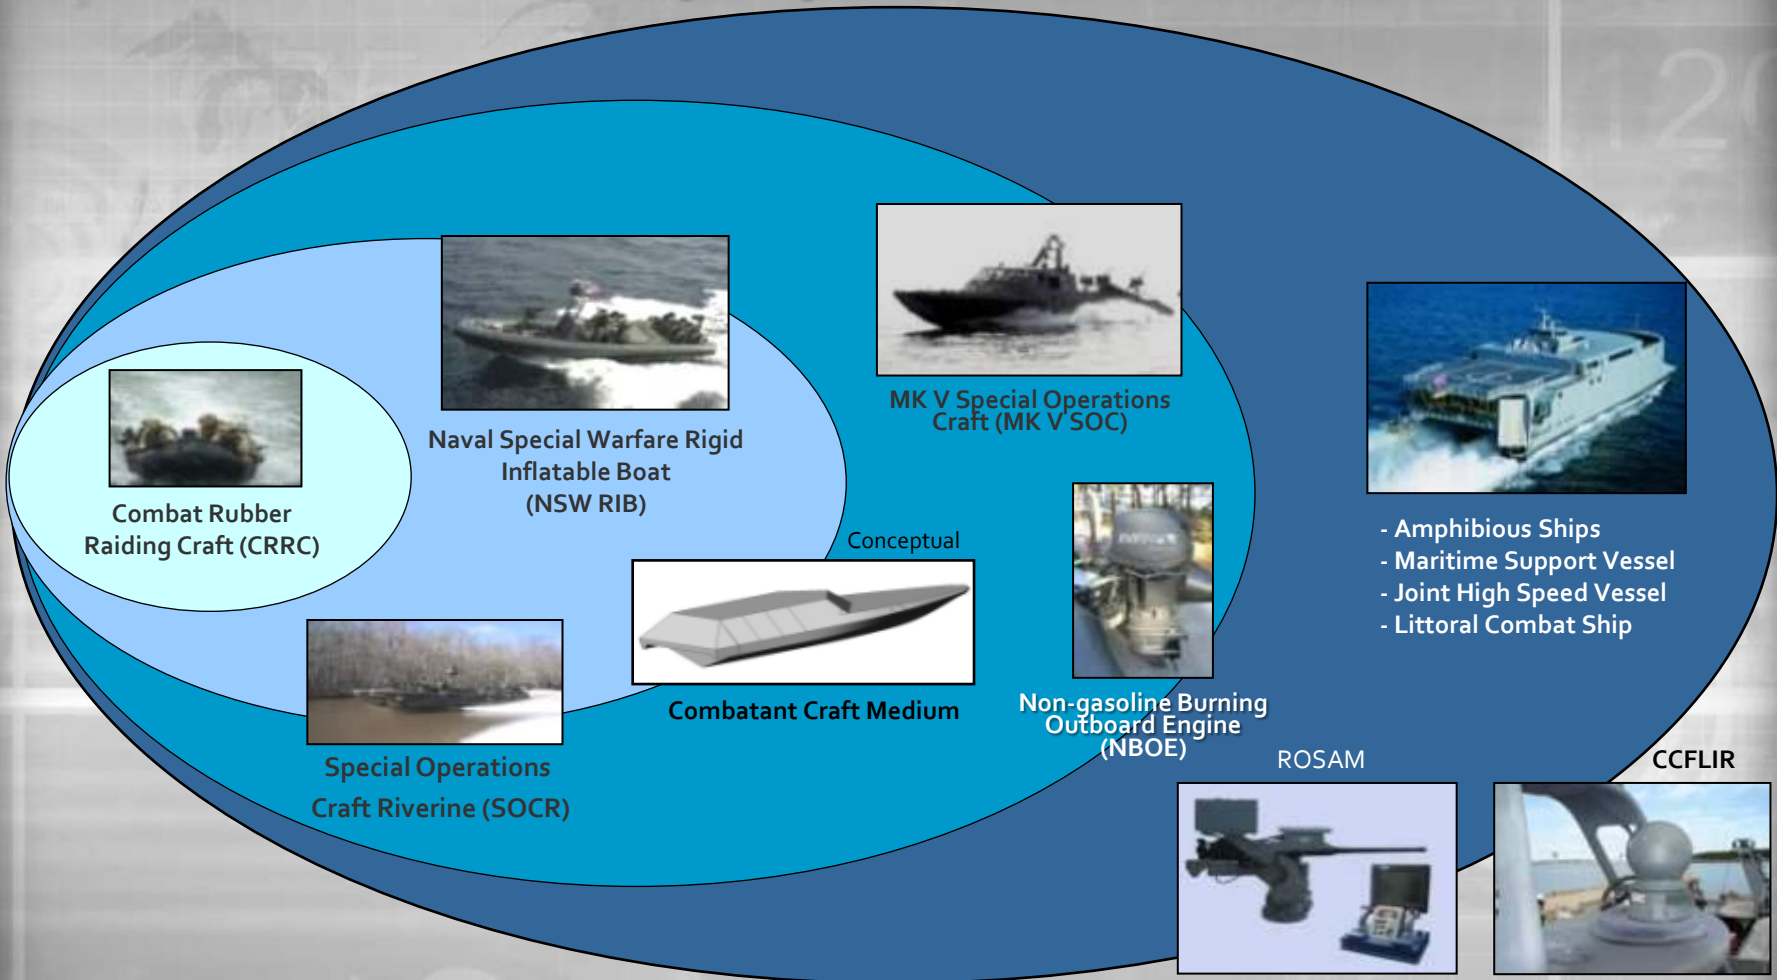 Combat Rubber
Raiding Craft (CRRC)
Naval Special Warfare Rigid
Inflatable Boat
(NSW RIB)
MK V Special Operations
Craft (MK V SOC)
Conceptual
Combatant Craft Medium
Special Operations
Craft Riverine (SOCR)
Non-gasoline Burning
Outboard Engine
(NBOE)
- Amphibious Ships
- Maritime Support Vessel
- Joint High Speed Vessel
- Littoral Combat Ship
ROSAM
CCFLIR